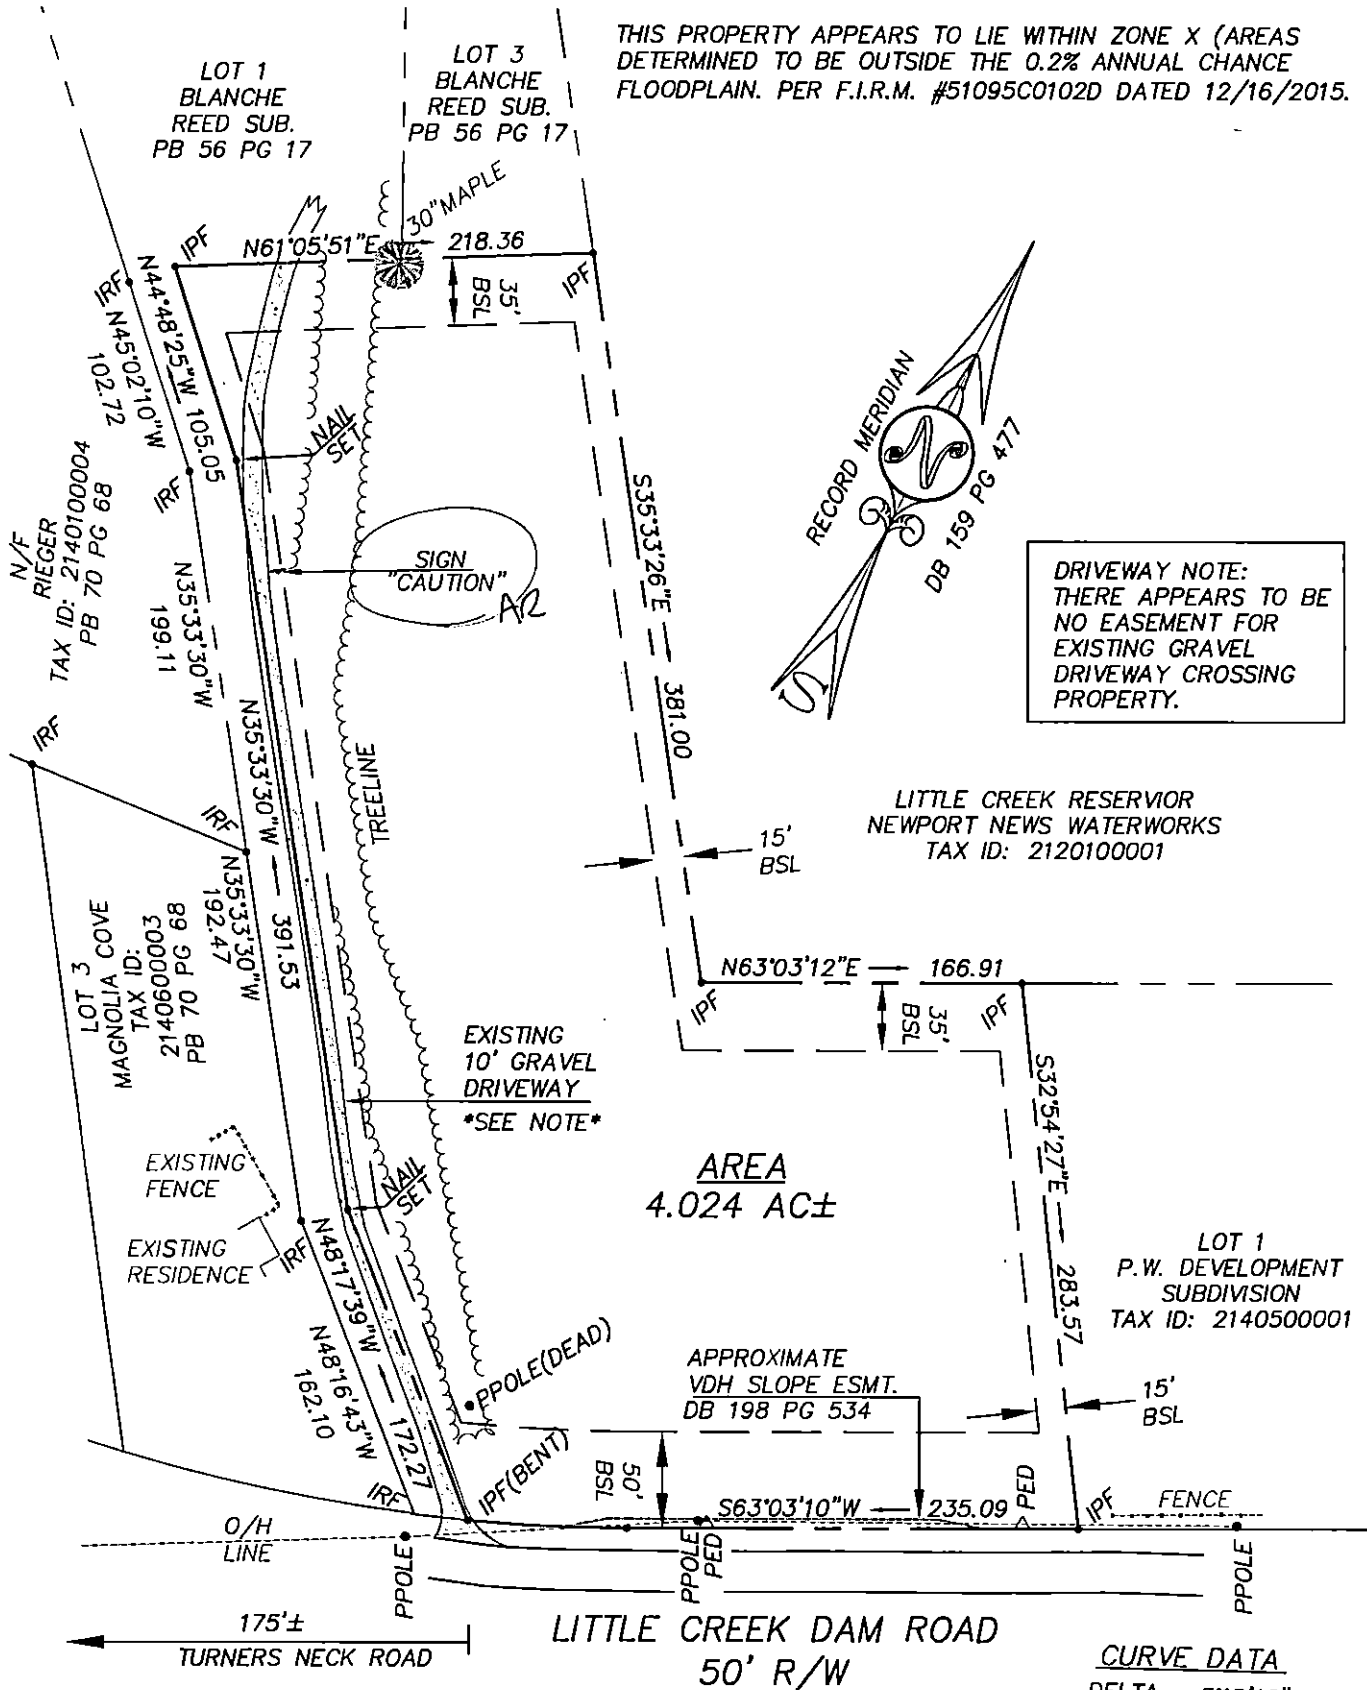 THIS PROPERTY APPEARS TO LIE WITHIN ZONE X (AREAS
DETERMINED TO BE OUTSIDE THE 0.2% ANNUAL CHANCE
FLOODPLAIN. PER F.I.R.M. #51095C0102D DATED 12/16/2015.
LOT 1
BLANCHE
REED SUB.
PB 56 PG 17
LOT 3
BLANCHE
REED SUB.
PB 56 PG 17
30"MAPLE
IPF
N61°05'51"E
218.36
IPF
35'
BSL
IRF
N44°48'25"W 105.05
N45°02'10"W
102.72
IRF
NAIL
SET
N/F
RIEGER
TAX ID: 2140100004
PB 70 PG 68
SIGN
"CAUTION"
AR
S35°33'26"E
381.00
RECORD MERIDIAN
N
DB 159 PG 477
S
DRIVEWAY NOTE:
THERE APPEARS TO BE
NO EASEMENT FOR
EXISTING GRAVEL
DRIVEWAY CROSSING
PROPERTY.
N35°33'30"W
199.11
N35°33'30"W
391.53
IRF
IRF
TREELINE
LITTLE CREEK RESERVIOR
NEWPORT NEWS WATERWORKS
TAX ID: 2120100001
15'
BSL
N35°33'30"W
192.47
LOT 3
MAGNOLIA COVE
TAX ID:
2140600003
PB 70 PG 68
N63°03'12"E
166.91
IPF
IPF
35'
BSL
EXISTING
10' GRAVEL
DRIVEWAY
*SEE NOTE*
S32°54'27"E
283.57
EXISTING
FENCE
NAIL
SET
AREA
4.024 AC±
EXISTING
RESIDENCE
IRF
LOT 1
P.W. DEVELOPMENT
SUBDIVISION
TAX ID: 2140500001
N48°17'39"W
172.27
N48°16'43"W
162.10
PPOLE(DEAD)
APPROXIMATE
VDH SLOPE ESMT.
DB 198 PG 534
15'
BSL
IPF(BENT)
50'
BSL
IRF
S63°03'10"W
235.09
PED
IPF
FENCE
O/H
LINE
PPOLE
PPOLE
PED
PPOLE
175'±
TURNERS NECK ROAD
LITTLE CREEK DAM ROAD
50' R/W
CURVE DATA